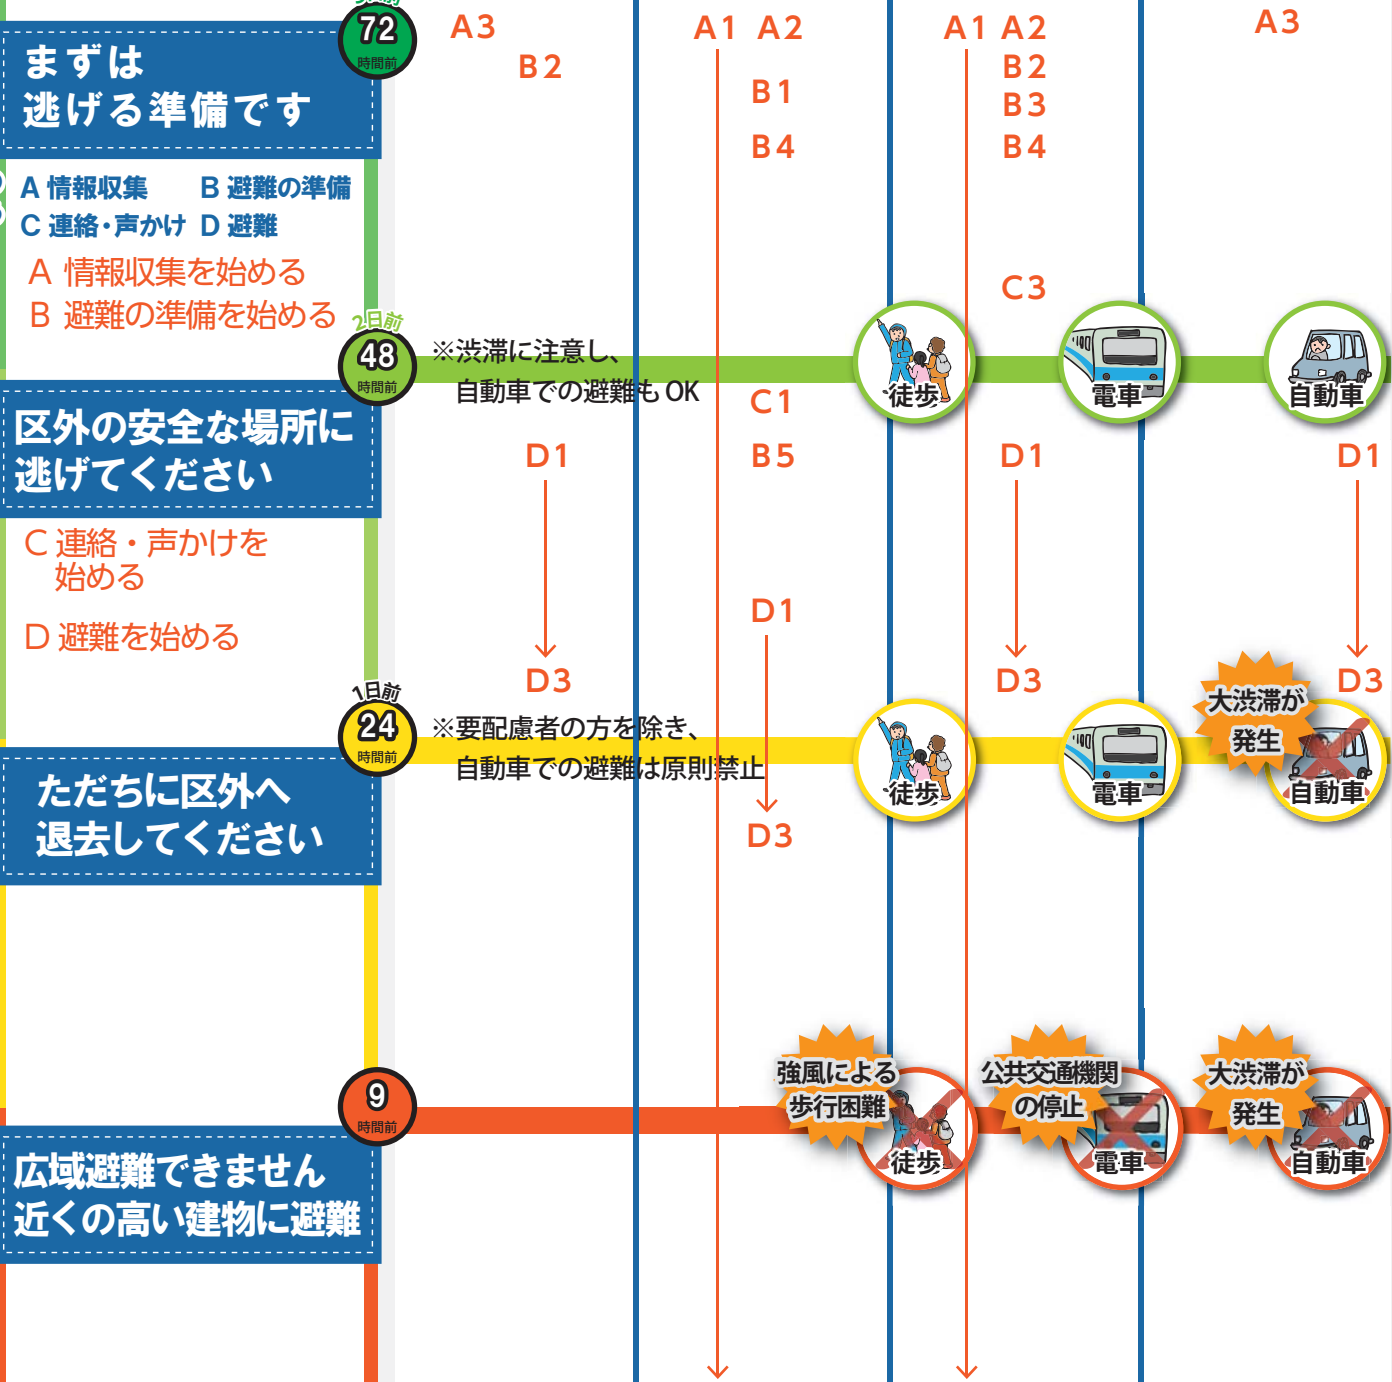 72
時間前
A3
A1 A2
A1 A2
A3
まずは
逃げる準備です
B2
B1
B4
B2
B3
B4
A 情報収集 B 避難の準備
C 連絡・声かけ D 避難
A 情報収集を始める
B 避難の準備を始める
C3
2日前
48
時間前
※渋滞に注意し、
自動車での避難も OK
徒歩
電車
自動車
区外の安全な場所に
逃げてください
C1
D1
B5
D1
D1
C 連絡・声かけを
始める
D 避難を始める
D1
D3
D3
D3
1日前
24
時間前
※要配慮者の方を除き、
自動車での避難は原則禁止
徒歩
電車
大渋滞が
発生
自動車
ただちに区外へ
退去してください
D3
9
時間前
強風による
歩行困難
徒歩
公共交通機関
の停止
電車
大渋滞が
発生
自動車
広域避難できません
近くの高い建物に避難